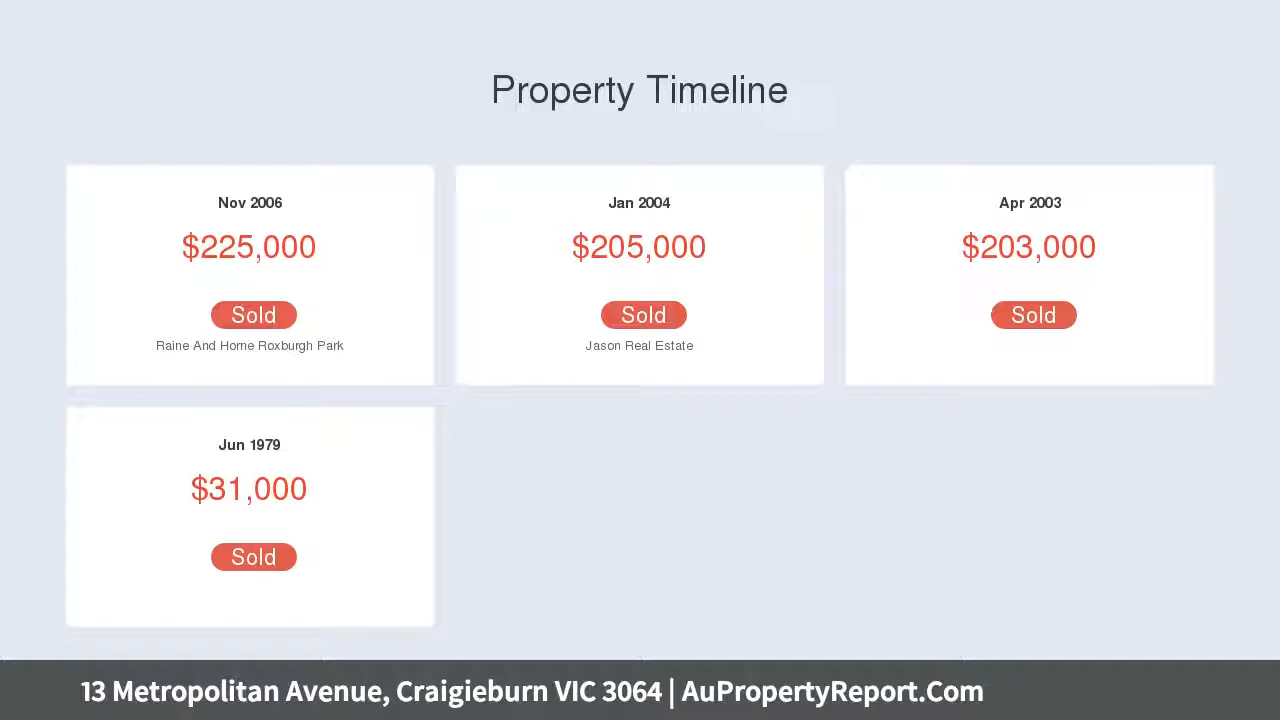 Property Timeline
Nov 2006
$225,000
Sold
Raine And Horne Roxburgh Park
Jan 2004
$205,000
Sold
Jason Real Estate
Apr 2003
$203,000
Sold
Jun 1979
$31,000
Sold
13 Metropolitan Avenue, Craigieburn VIC 3064 | AuPropertyReport.Com